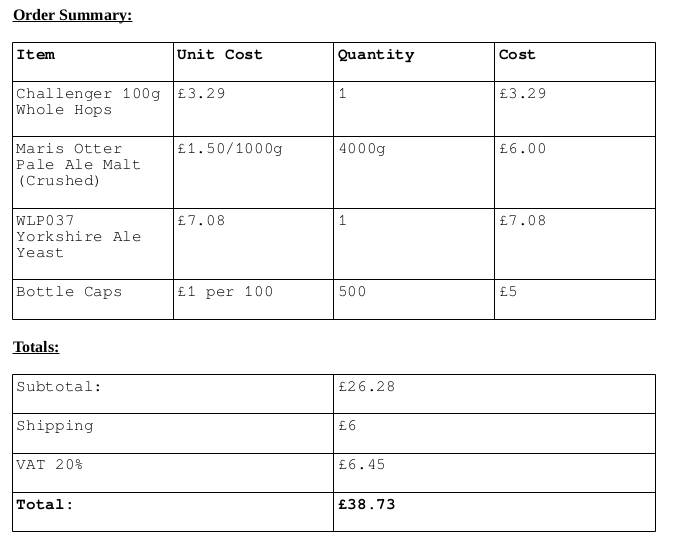 Order Summary:
Item Unit Cost Quantity Cost
Challenger 100g £3.29 1 £3.29
Whole Hops
Maris Otter £1.50/1000g 4000g £6.00
Pale Ale Malt
(Crushed)
WLP037 £7.08 1 £7.08
Yorkshire Ale
Yeast
Bottle Caps £1 per 100 500 £5
Totals:
Subtotal: £26.28
Shipping £6
VAT 20% £6.45
Total: £38.73